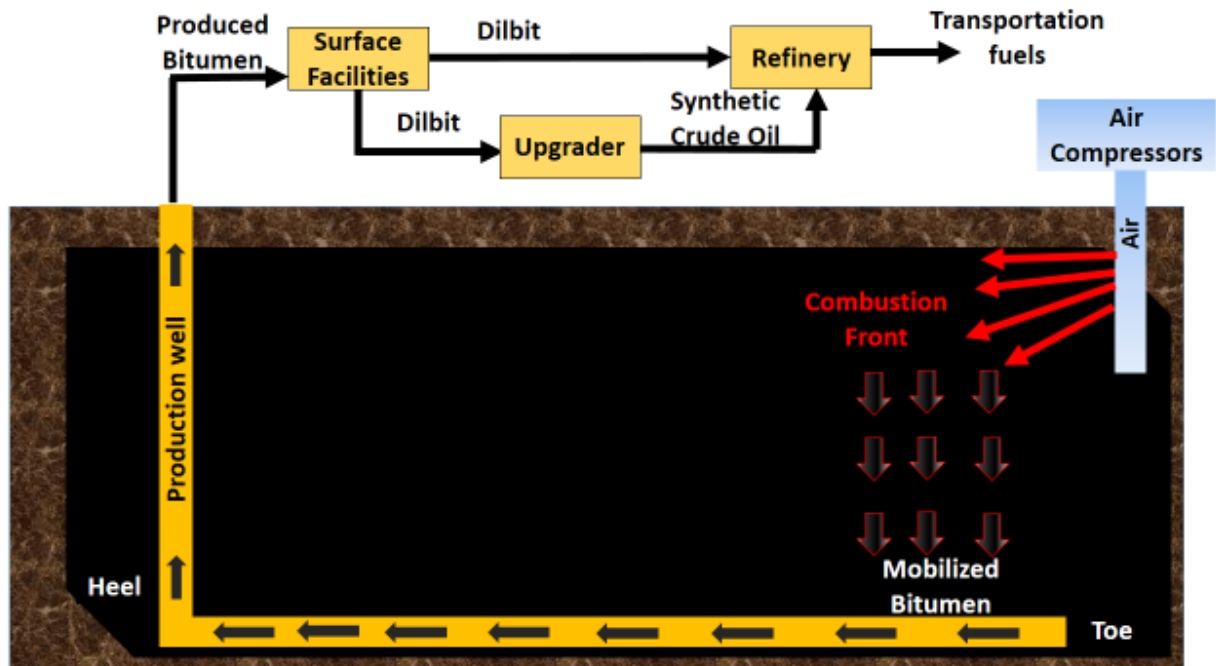 Produced
Bitumen
Surface
Facilities
Dilbit
Refinery
Transportation
fuels
Dilbit
Upgrader
Synthetic
Crude Oil
Air
Compressors
Air
Combustion
Front
Production well
Mobilized
Bitumen
Heel
Toe